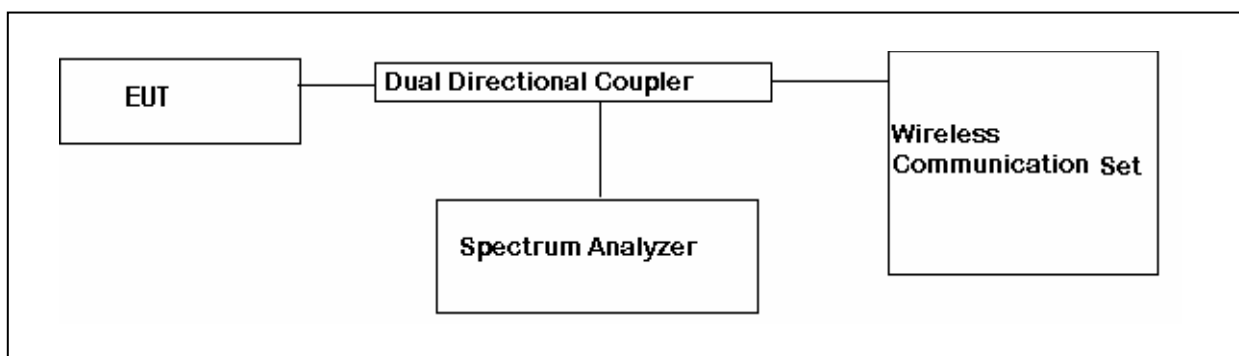 EUT
Dual Directional Coupler
Wireless
Communication Set
Spectrum Analyzer